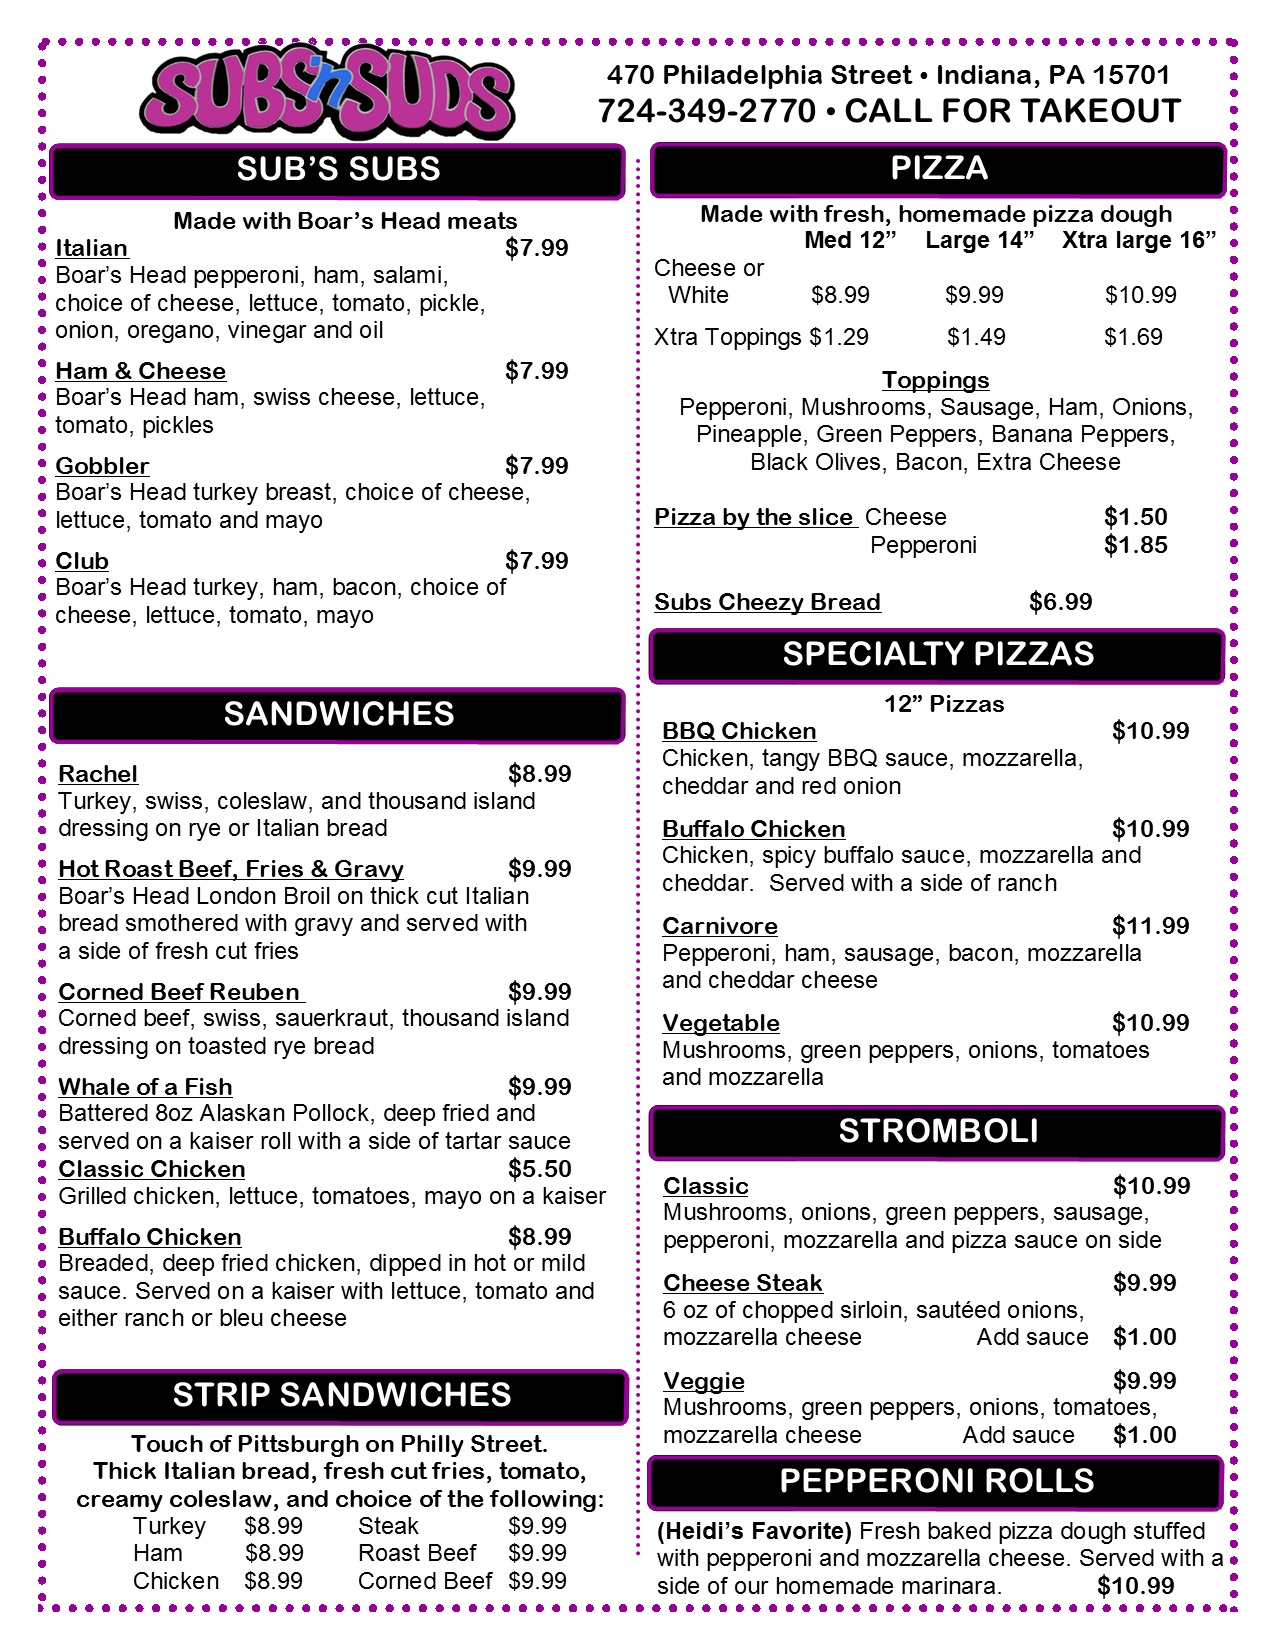 SUBS'n SUDS
470 Philadelphia Street • Indiana, PA 15701
724-349-2770 • CALL FOR TAKEOUT
SUB'S SUBS
Made with Boar's Head meats
Italian $7.99
Boar's Head pepperoni, ham, salami,
choice of cheese, lettuce, tomato, pickle,
onion, oregano, vinegar and oil
Ham & Cheese $7.99
Boar's Head ham, swiss cheese, lettuce,
tomato, pickles
Gobbler $7.99
Boar's Head turkey breast, choice of cheese,
lettuce, tomato and mayo
Club $7.99
Boar's Head turkey, ham, bacon, choice of
cheese, lettuce, tomato, mayo
SANDWICHES
Rachel $8.99
Turkey, swiss, coleslaw, and thousand island
dressing on rye or Italian bread
Hot Roast Beef, Fries & Gravy $9.99
Boar's Head London Broil on thick cut Italian
bread smothered with gravy and served with
a side of fresh cut fries
Corned Beef Reuben $9.99
Corned beef, swiss, sauerkraut, thousand island
dressing on toasted rye bread
Whale of a Fish $9.99
Battered 8oz Alaskan Pollock, deep fried and
served on a kaiser roll with a side of tartar sauce
Classic Chicken $5.50
Grilled chicken, lettuce, tomatoes, mayo on a kaiser
Buffalo Chicken $8.99
Breaded, deep fried chicken, dipped in hot or mild
sauce. Served on a kaiser with lettuce, tomato and
either ranch or bleu cheese
STRIP SANDWICHES
Touch of Pittsburgh on Philly Street.
Thick Italian bread, fresh cut fries, tomato,
creamy coleslaw, and choice of the following:
Turkey $8.99 Steak $9.99
Ham $8.99 Roast Beef $9.99
Chicken $8.99 Corned Beef $9.99
PIZZA
Made with fresh, homemade pizza dough
Med 12” Large 14” Xtra large 16”
Cheese or
White $8.99 $9.99 $10.99
Xtra Toppings $1.29 $1.49 $1.69
Toppings
Pepperoni, Mushrooms, Sausage, Ham, Onions,
Pineapple, Green Peppers, Banana Peppers,
Black Olives, Bacon, Extra Cheese
Pizza by the slice Cheese $1.50
Pepperoni $1.85
Subs Cheezy Bread $6.99
SPECIALTY PIZZAS
12” Pizzas
BBQ Chicken $10.99
Chicken, tangy BBQ sauce, mozzarella,
cheddar and red onion
Buffalo Chicken $10.99
Chicken, spicy buffalo sauce, mozzarella and
cheddar. Served with a side of ranch
Carnivore $11.99
Pepperoni, ham, sausage, bacon, mozzarella
and cheddar cheese
Vegetable $10.99
Mushrooms, green peppers, onions, tomatoes
and mozzarella
STROMBOLI
Classic $10.99
Mushrooms, onions, green peppers, sausage,
pepperoni, mozzarella and pizza sauce on side
Cheese Steak $9.99
6 oz of chopped sirloin, sautéed onions,
mozzarella cheese Add sauce $1.00
Veggie $9.99
Mushrooms, green peppers, onions, tomatoes,
mozzarella cheese Add sauce $1.00
PEPPERONI ROLLS
(Heidi's Favorite) Fresh baked pizza dough stuffed
with pepperoni and mozzarella cheese. Served with a
side of our homemade marinara. $10.99